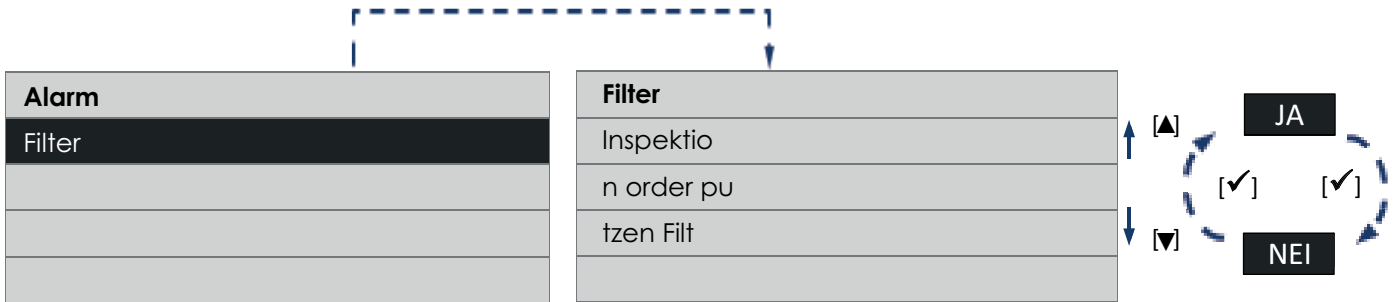 Alarm
Filter
Filter
Inspektio
n order pu
tzen Filt
[▲]
[▼]
JA
[✓] [✓]
NEI